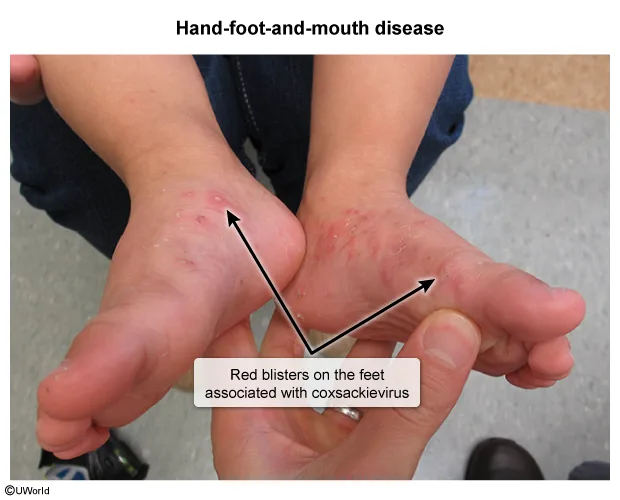 Hand-foot-and-mouth disease
Red blisters on the feet
associated with coxsackievirus
©UWorld